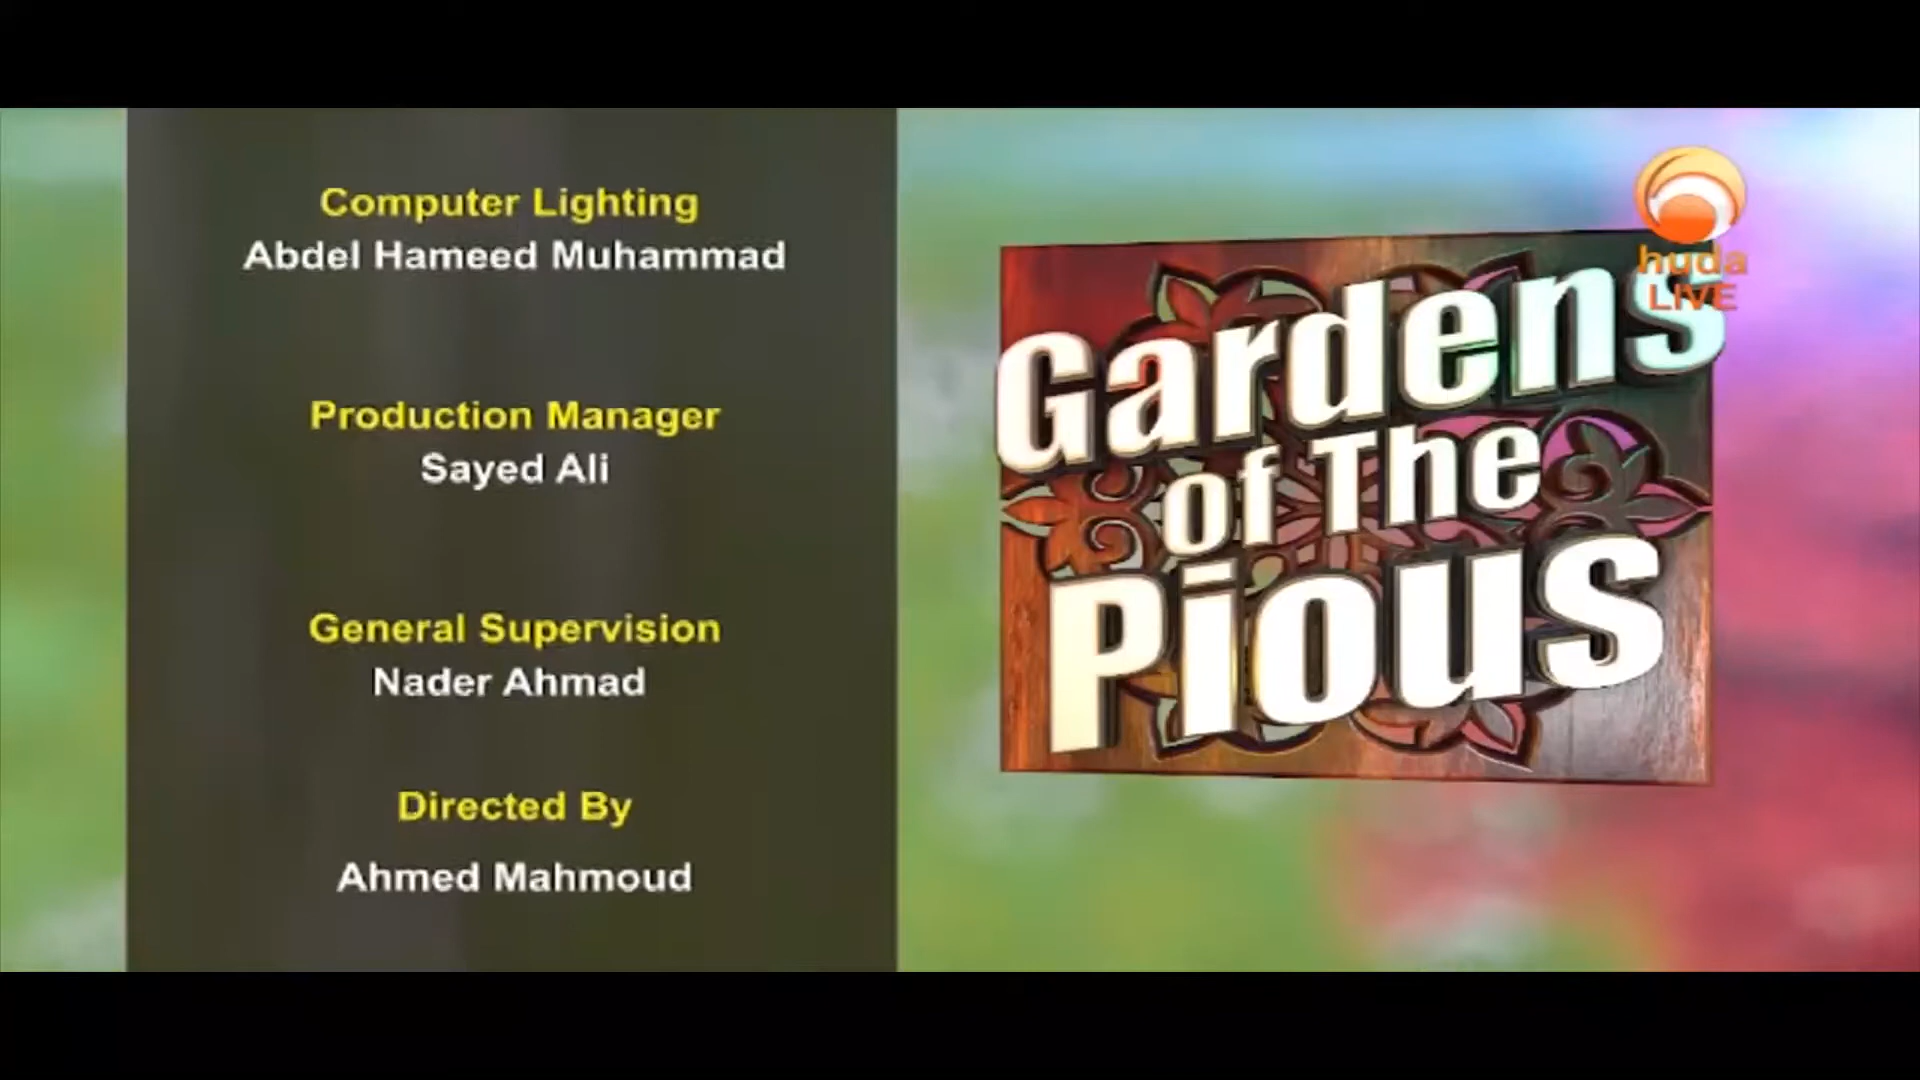 Computer Lighting
Abdel Hameed Muhammad
Production Manager
Sayed Ali
General Supervision
Nader Ahmad
Directed By
Ahmed Mahmoud
Gardens
of The
Pious
huda
LIVE